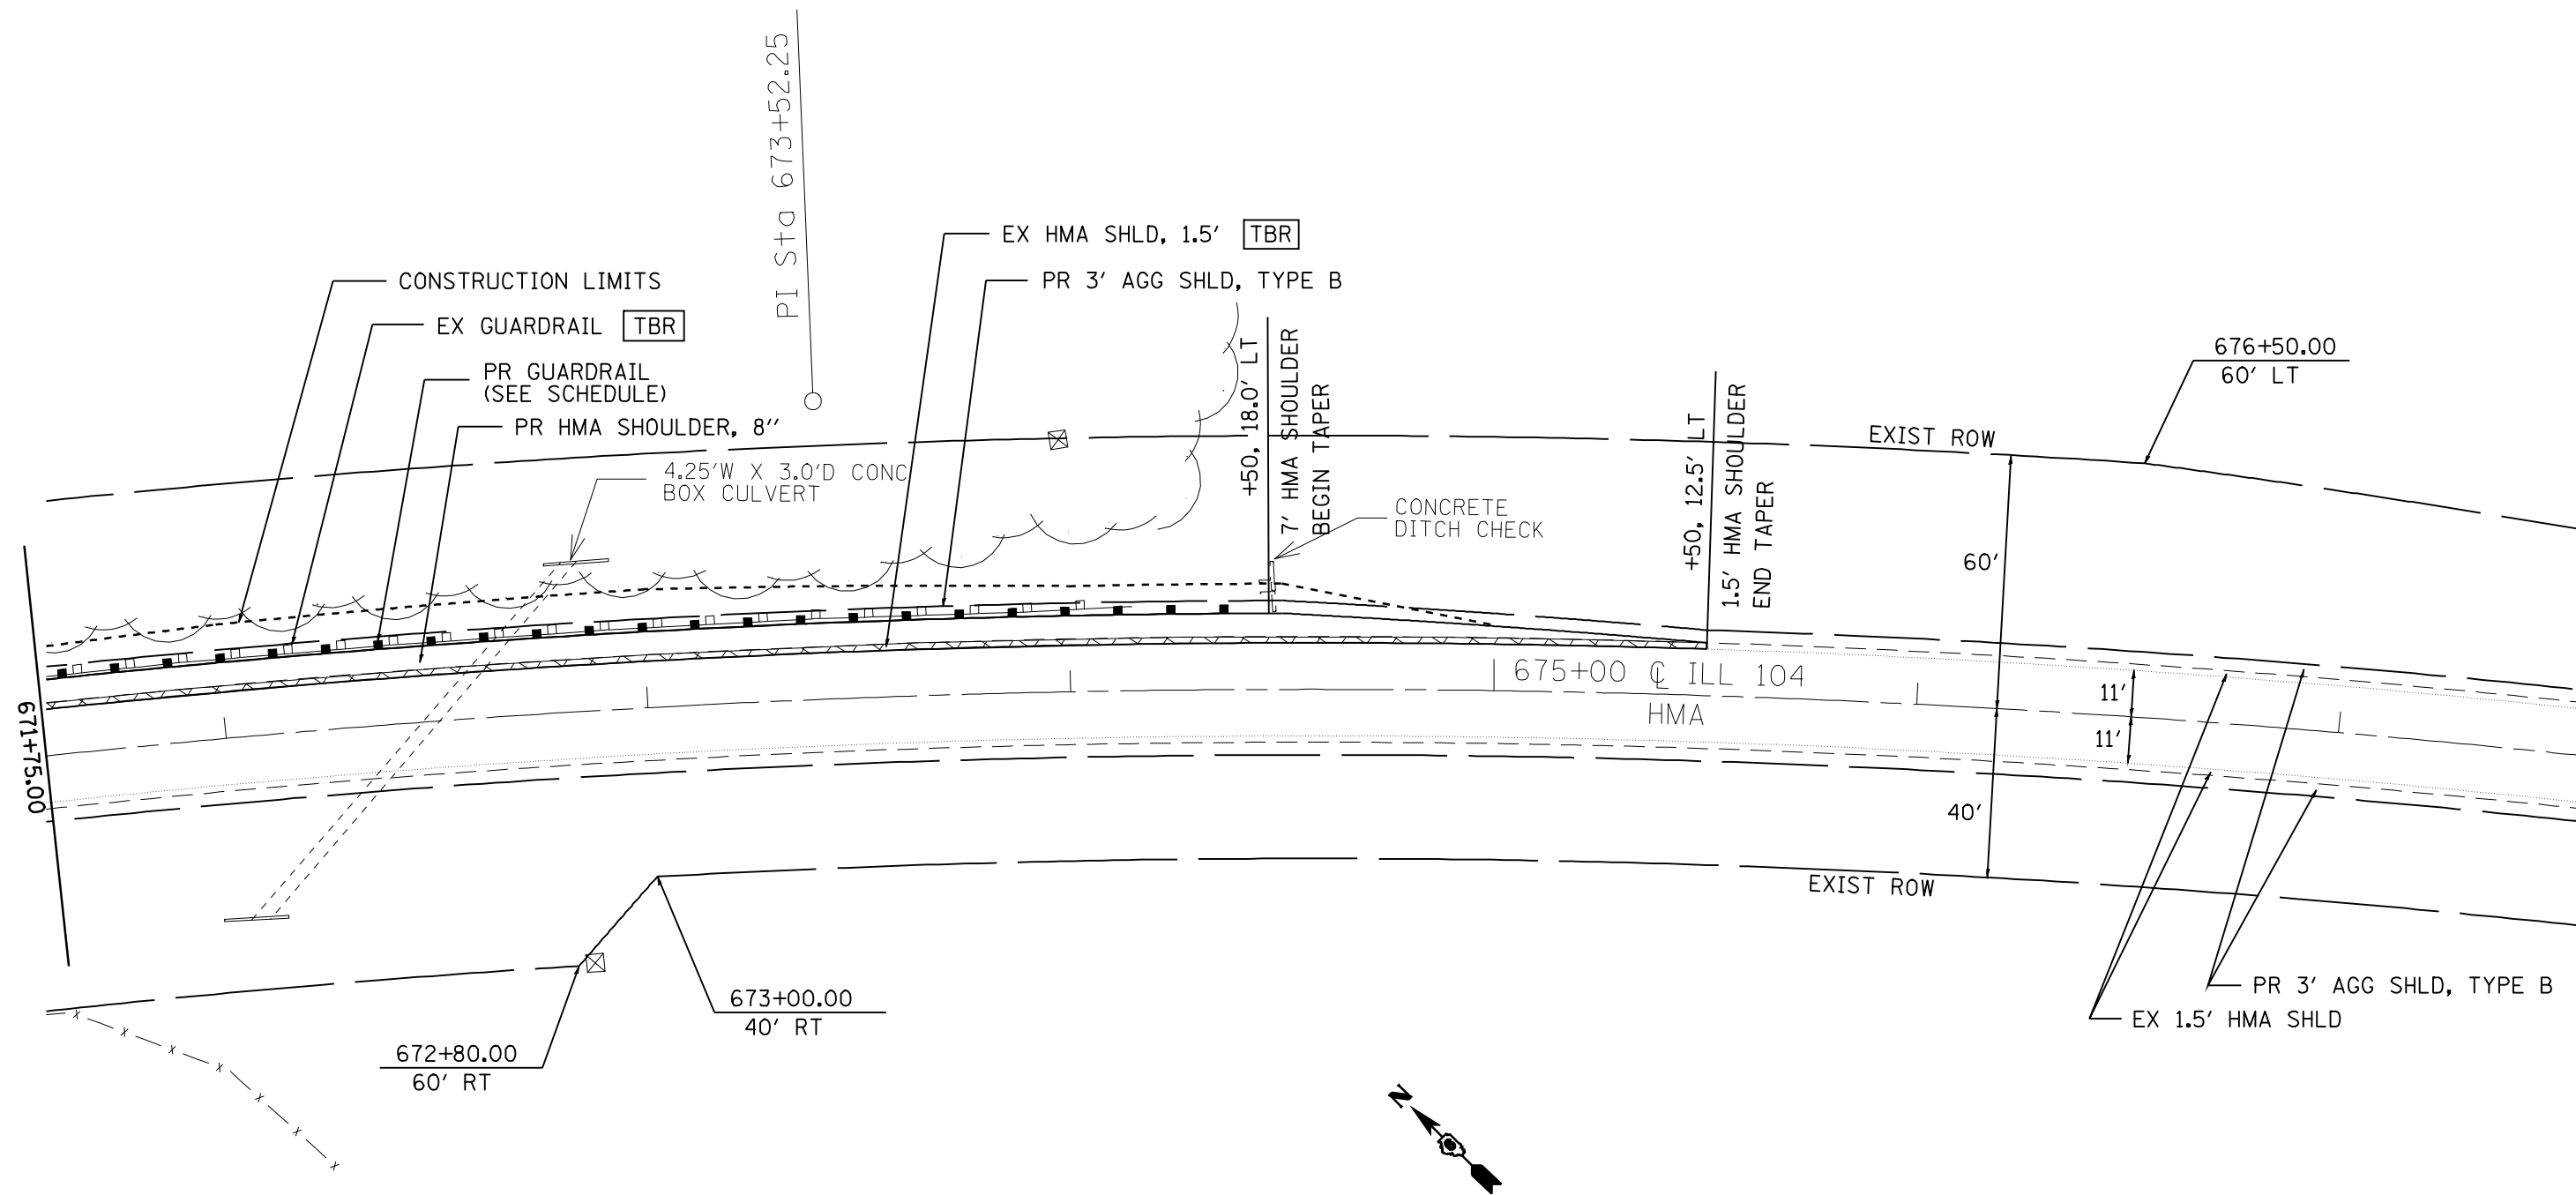 PI Sta 673+52.25
EX HMA SHLD, 1.5' TBR
PR 3' AGG SHLD, TYPE B
CONSTRUCTION LIMITS
EX GUARDRAIL TBR
PR GUARDRAIL
(SEE SCHEDULE)
PR HMA SHOULDER, 8''
4.25'W X 3.0'D CONC
BOX CULVERT
+50, 18.0' LT
7' HMA SHOULDER
BEGIN TAPER
CONCRETE
DITCH CHECK
+50, 12.5' LT
1.5' HMA SHOULDER
END TAPER
676+50.00
60' LT
EXIST ROW
60'
675+00 ℄ ILL 104
HMA
11'
11'
40'
671+75.00
EXIST ROW
673+00.00
40' RT
672+80.00
60' RT
PR 3' AGG SHLD, TYPE B
EX 1.5' HMA SHLD
N